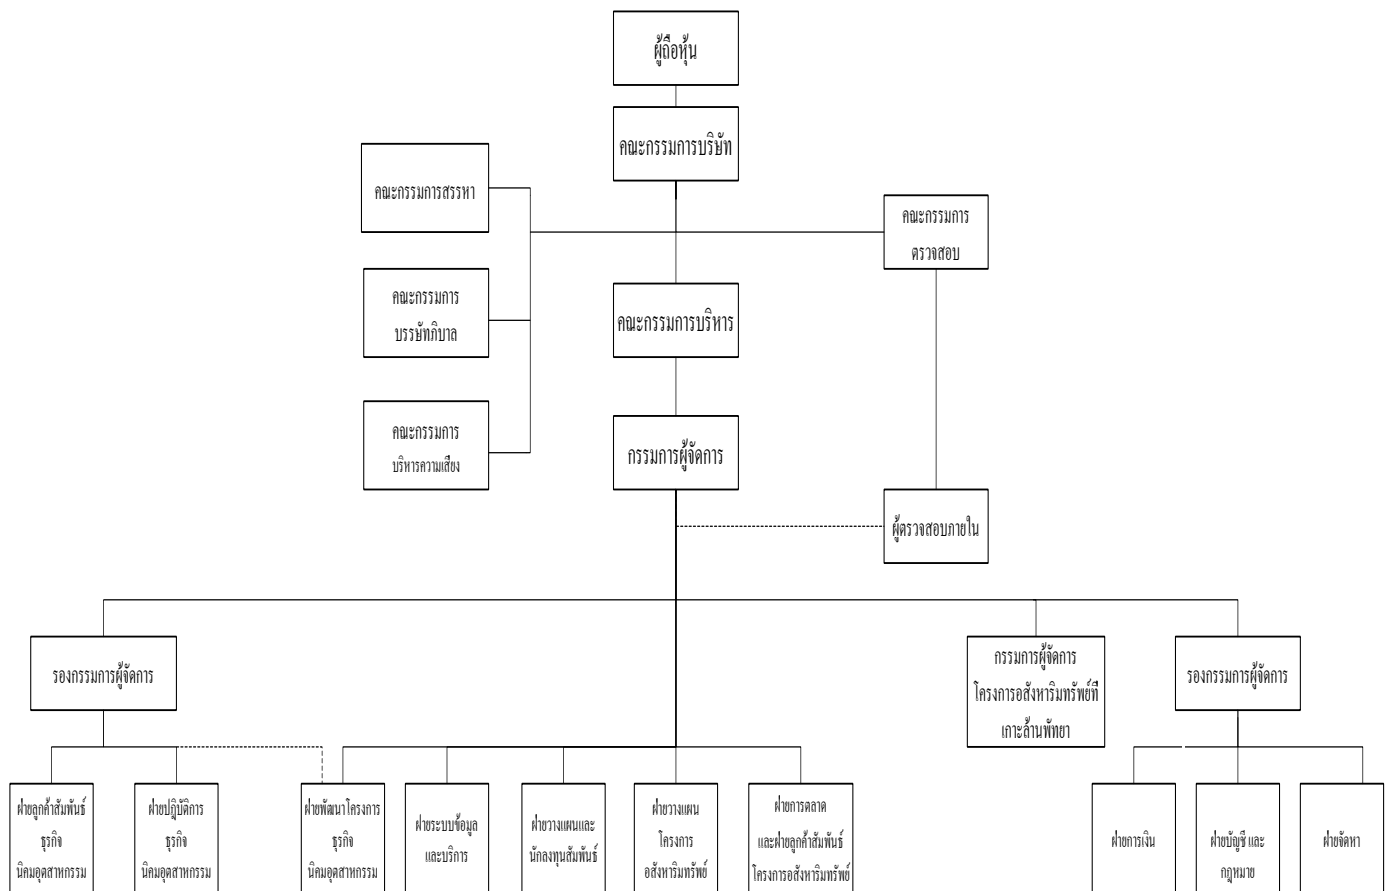 ผู้ถือหุ้น
คณะกรรมการบริษัท
คณะกรรมการสรรหา
คณะกรรมการ
ตรวจสอบ
คณะกรรมการ
บรรษัทภิบาล
คณะกรรมการบริหาร
คณะกรรมการ
บริหารความเสี่ยง
กรรมการผู้จัดการ
ผู้ตรวจสอบภายใน
รองกรรมการผู้จัดการ
กรรมการผู้จัดการ
โครงการอสังหาริมทรัพย์ที่
เกาะล้านพัทยา
รองกรรมการผู้จัดการ
ฝ่ายลูกค้าสัมพันธ์
ธุรกิจ
นิคมอุตสาหกรรม
ฝ่ายปฏิบัติการ
ธุรกิจ
นิคมอุตสาหกรรม
ฝ่ายพัฒนาโครงการ
ธุรกิจ
นิคมอุตสาหกรรม
ฝ่ายระบบข้อมูล
และบริการ
ฝ่ายวางแผนและ
นักลงทุนสัมพันธ์
ฝ่ายวางแผน
โครงการ
อสังหาริมทรัพย์
ฝ่ายการตลาด
และฝ่ายลูกค้าสัมพันธ์
โครงการอสังหาริมทรัพย์
ฝ่ายการเงิน
ฝ่ายบัญชี และ
กฎหมาย
ฝ่ายจัดหา